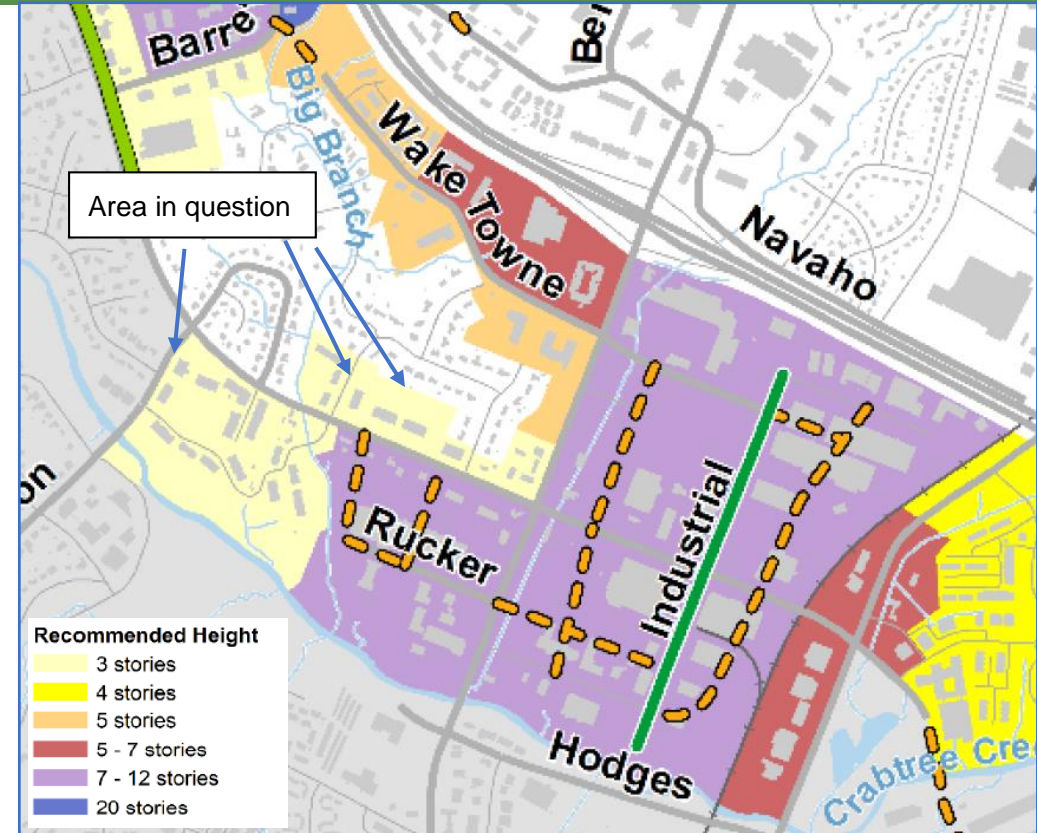 Barre
Bei
Big Branch
Wake Towne
Area in question
Navaho
on
Rucker
Industrial
Recommended Height
3 stories
4 stories
5 stories
5 - 7 stories
7 - 12 stories
20 stories
Hodges
Crabtree Cre